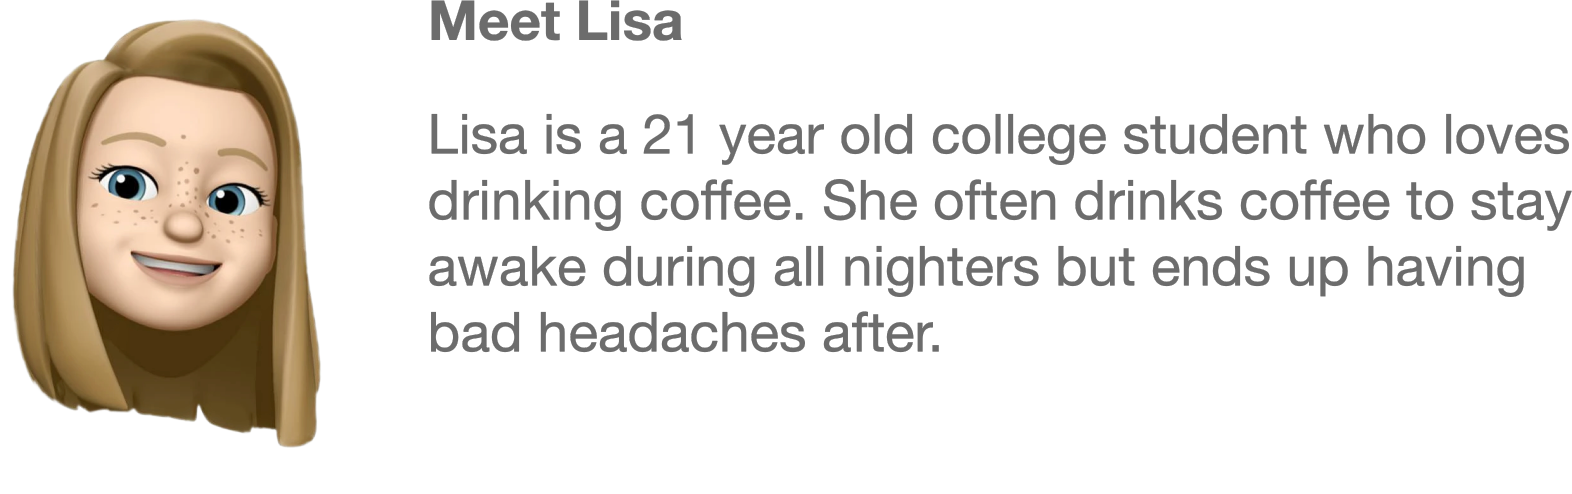 Meet Lisa
Lisa is a 21 year old college student who loves
drinking coffee. She often drinks coffee to stay
awake during all nighters but ends up having
bad headaches after.